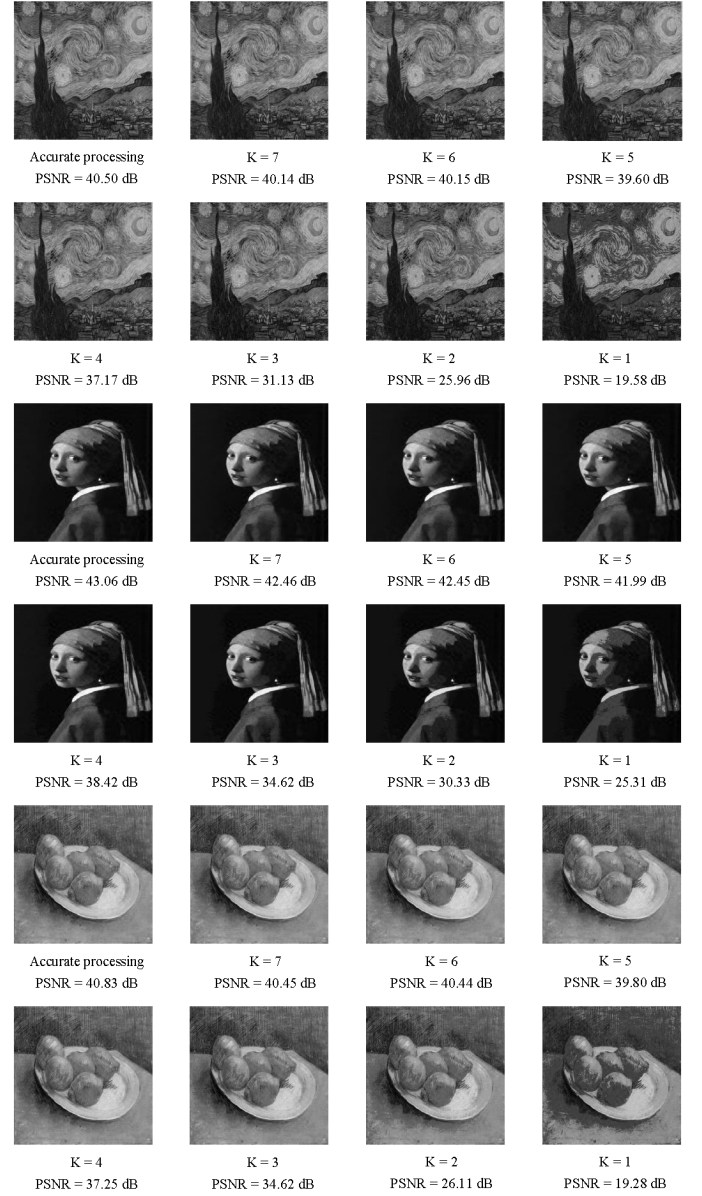 Accurate processing
PSNR = 40.50 dB
K = 7
PSNR = 40.14 dB
K = 6
PSNR = 40.15 dB
K = 5
PSNR = 39.60 dB
K = 4
PSNR = 37.17 dB
K = 3
PSNR = 31.13 dB
K = 2
PSNR = 25.96 dB
K = 1
PSNR = 19.58 dB
Accurate processing
PSNR = 43.06 dB
K = 7
PSNR = 42.46 dB
K = 6
PSNR = 42.45 dB
K = 5
PSNR = 41.99 dB
K = 4
PSNR = 38.42 dB
K = 3
PSNR = 34.62 dB
K = 2
PSNR = 30.33 dB
K = 1
PSNR = 25.31 dB
Accurate processing
PSNR = 40.83 dB
K = 7
PSNR = 40.45 dB
K = 6
PSNR = 40.44 dB
K = 5
PSNR = 39.80 dB
K = 4
PSNR = 37.25 dB
K = 3
PSNR = 34.62 dB
K = 2
PSNR = 26.11 dB
K = 1
PSNR = 19.28 dB